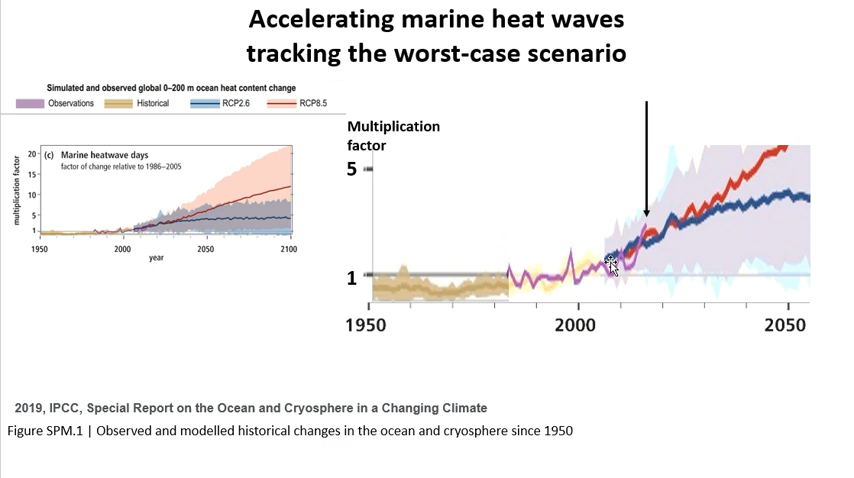 Accelerating marine heat waves
tracking the worst-case scenario
Simulated and observed global 0–200 m ocean heat content change
Observations Historical RCP2.6 RCP8.5
(c) Marine heatwave days
factor of change relative to 1986–2005
multiplication factor
20
15
10
5
1
1950 2000 2050 2100
year
Multiplication
factor
5
1
1950 2000 2050
2019, IPCC, Special Report on the Ocean and Cryosphere in a Changing Climate
Figure SPM.1 | Observed and modelled historical changes in the ocean and cryosphere since 1950